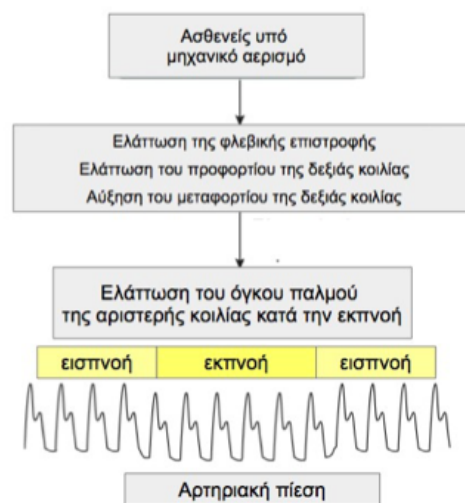 Ασθενείς υπό
μηχανικό αερισμό
Ελάττωση της φλεβικής επιστροφής
Ελάττωση του προφορτίου της δεξιάς κοιλίας
Αύξηση του μεταφορτίου της δεξιάς κοιλίας
Ελάττωση του όγκου παλμού
της αριστερής κοιλίας κατά την εκπνοή
εισπνοή εκπνοή εισπνοή
Αρτηριακή πίεση